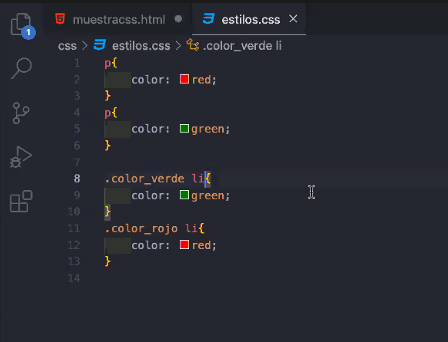 muestracss.html
estilos.css
css > estilos.css > .color_verde li
1 p{
2 color: red;
3 }
4 p{
5 color: green;
6 }
7
8 .color_verde li{
9 color: green;
10 }
11 .color_rojo li{
12 color: red;
13 }
14
1